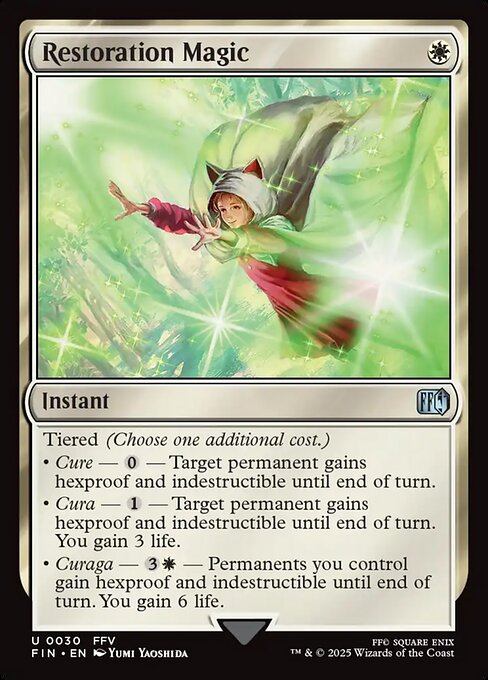 Restoration Magic
Instant
FFV
Tiered (Choose one additional cost.)
• Cure — 0 — Target permanent gains
hexproof and indestructible until end of turn.
• Cura — 1 — Target permanent gains
hexproof and indestructible until end of turn.
You gain 3 life.
• Curaga — 3 — Permanents you control
gain hexproof and indestructible until end of
turn. You gain 6 life.
U 0030 FFV
FIN • EN Yumi Yaoshida
FF© SQUARE ENIX
™ & © 2025 Wizards of the Coast